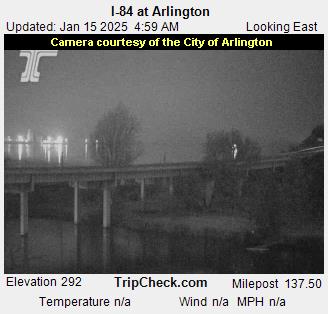 I-84 at Arlington
Updated: Jan 15 2025 4:59 AM Looking East
Camera courtesy of the City of Arlington
Elevation 292 TripCheck.com Milepost 137.50
Temperature n/a Wind n/a MPH n/a